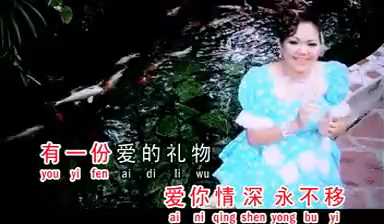 有一份爱的礼物
you yi fen ai di li wu
爱你情深永不移
ai ni qing shen yong bu yi